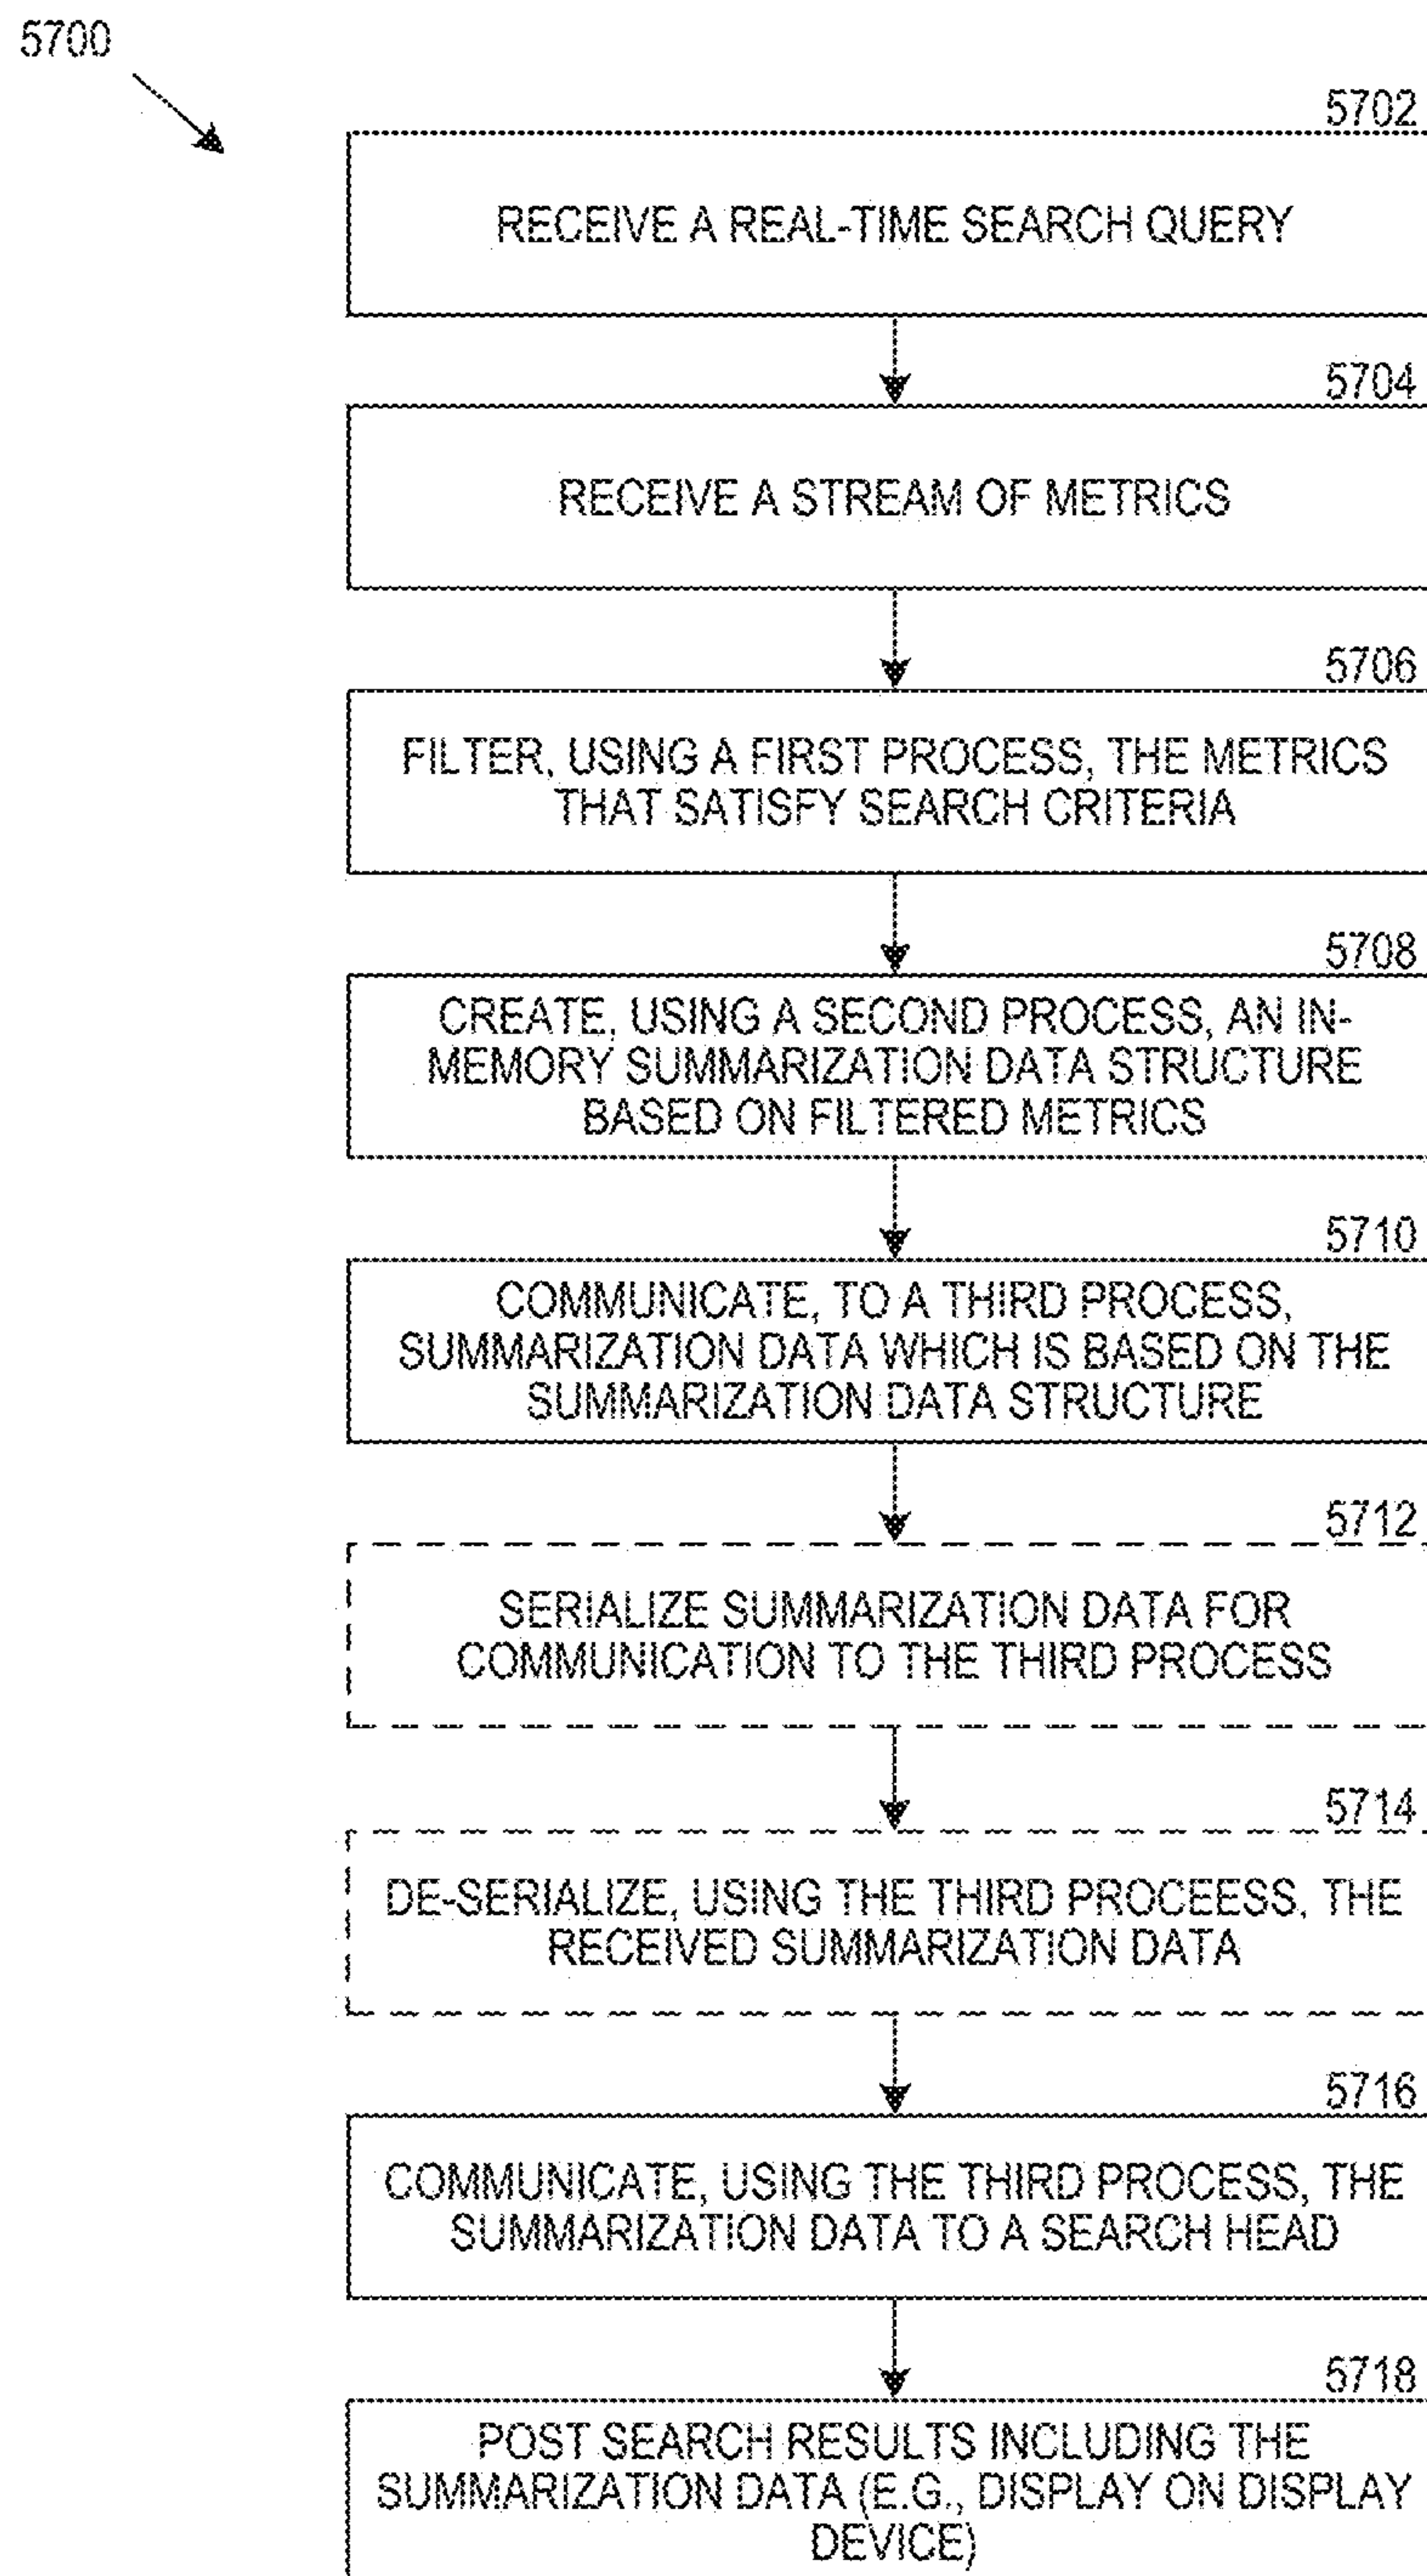 5700
5702
RECEIVE A REAL-TIME SEARCH QUERY
5704
RECEIVE A STREAM OF METRICS
5706
FILTER, USING A FIRST PROCESS, THE METRICS
THAT SATISFY SEARCH CRITERIA
5708
CREATE, USING A SECOND PROCESS, AN IN-
MEMORY SUMMARIZATION DATA STRUCTURE
BASED ON FILTERED METRICS
5710
COMMUNICATE, TO A THIRD PROCESS,
SUMMARIZATION DATA WHICH IS BASED ON THE
SUMMARIZATION DATA STRUCTURE
5712
SERIALIZE SUMMARIZATION DATA FOR
COMMUNICATION TO THE THIRD PROCESS
5714
DE-SERIALIZE, USING THE THIRD PROCEESS, THE
RECEIVED SUMMARIZATION DATA
5716
COMMUNICATE, USING THE THIRD PROCESS, THE
SUMMARIZATION DATA TO A SEARCH HEAD
5718
POST SEARCH RESULTS INCLUDING THE
SUMMARIZATION DATA (E.G., DISPLAY ON DISPLAY
DEVICE)